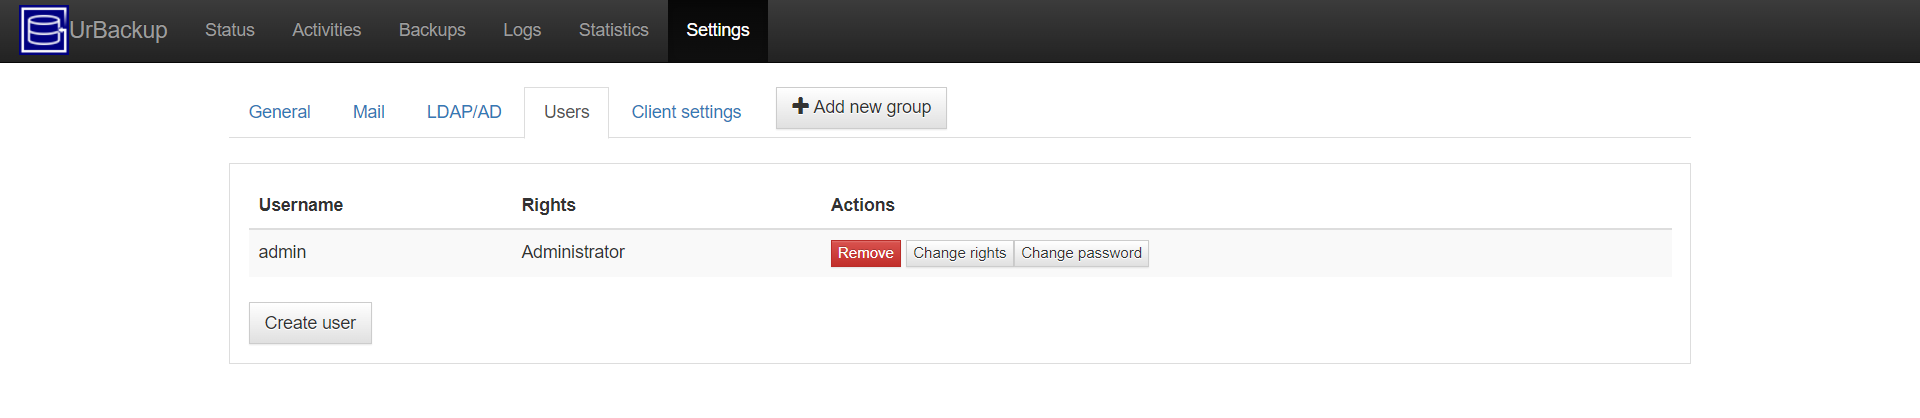 UrBackup Status Activities Backups Logs Statistics Settings
General Mail LDAP/AD Users Client settings Add new group
Username Rights Actions
admin Administrator Remove Change rights Change password
Create user